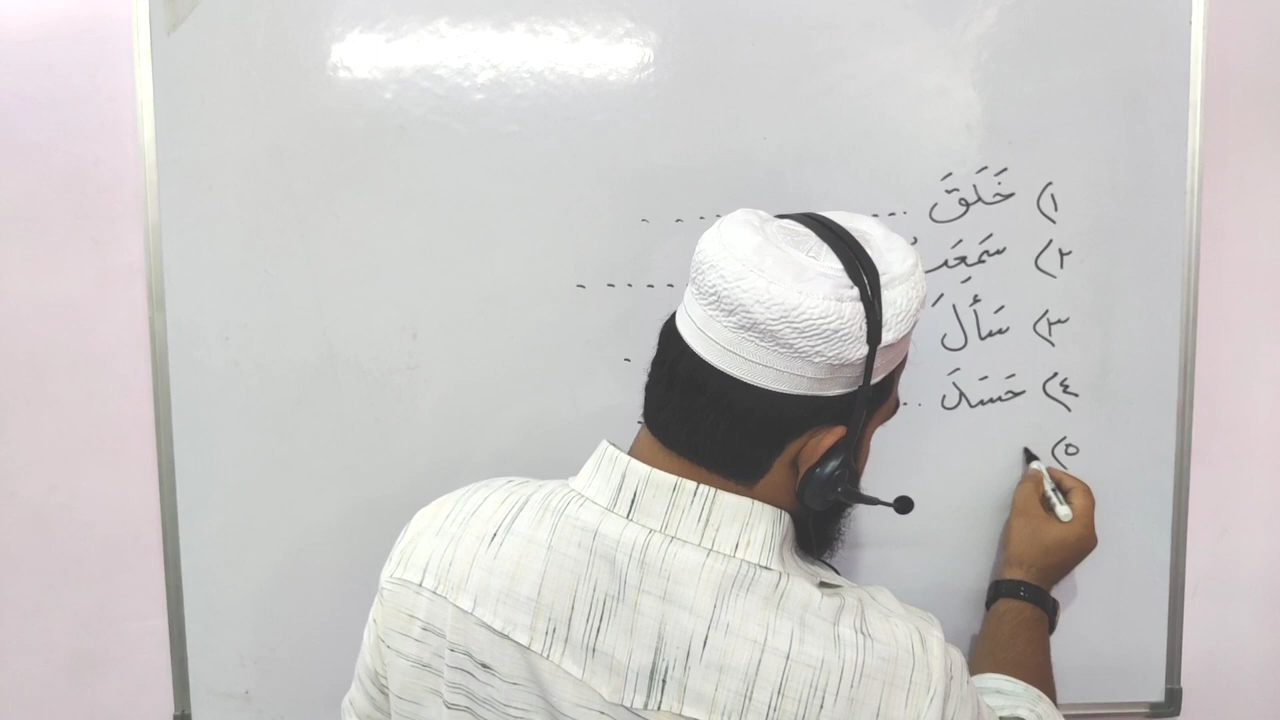 ١) خَلَقَ ...
٢) سَمِعَ
٣) سَأَلَ
٤) حَسَدَ ..
٥)